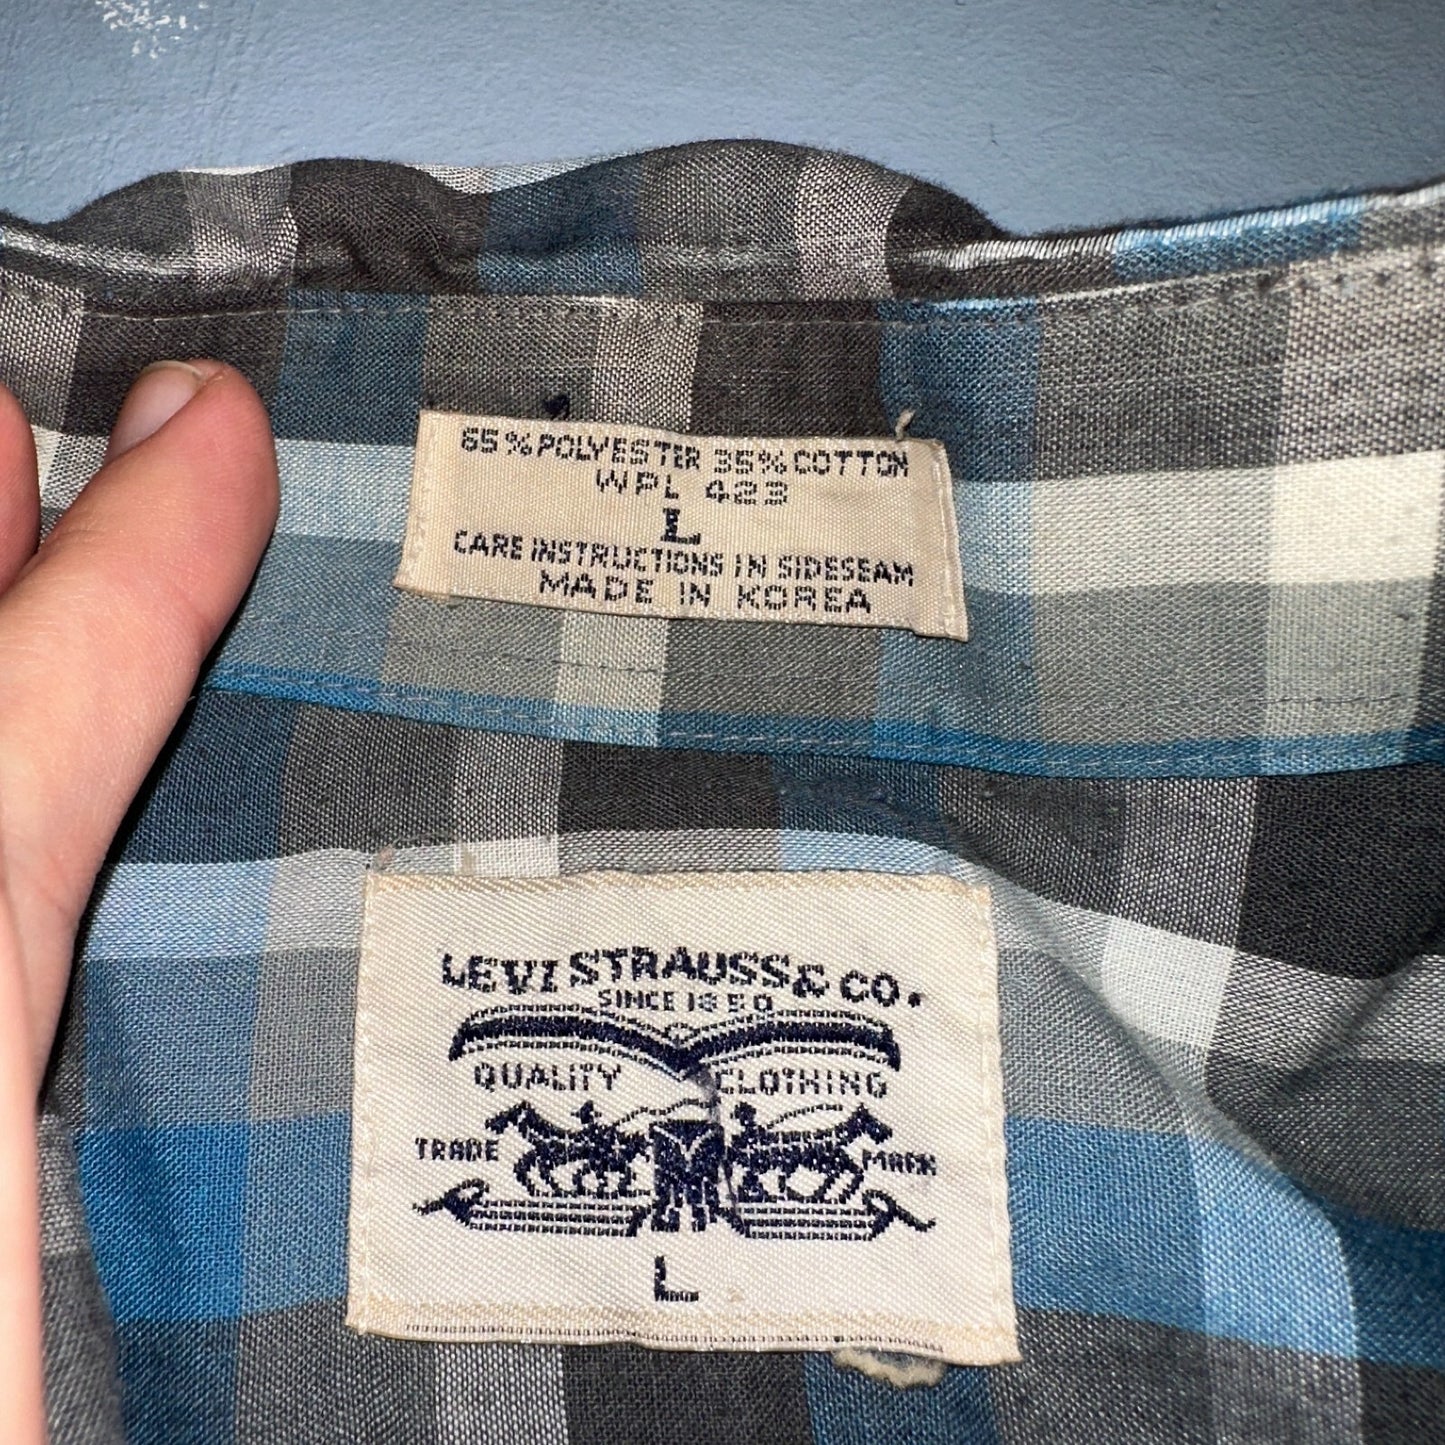 65% POLYESTER 35% COTTON
WPL 423
L
CARE INSTRUCTIONS IN SIDESEAM
MADE IN KOREA
LEVI STRAUSS & CO.
SINCE 1850
QUALITY CLOTHING
TRADE MARK
L